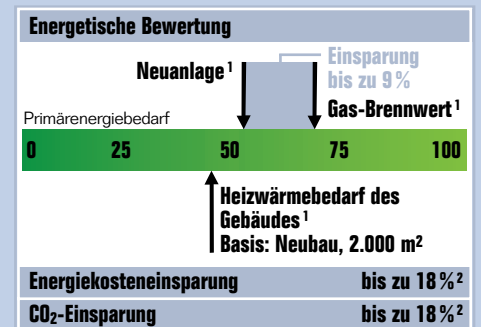 Energetische Bewertung
Einsparung
bis zu 9 %
Neuanlage¹
Gas-Brennwert¹
Primärenergiebedarf
0 25 50 75 100
Heizwärmebedarf des
Gebäudes¹
Basis: Neubau, 2.000 m²
Energiekosteneinsparung bis zu 18 %²
CO₂-Einsparung bis zu 18 %²